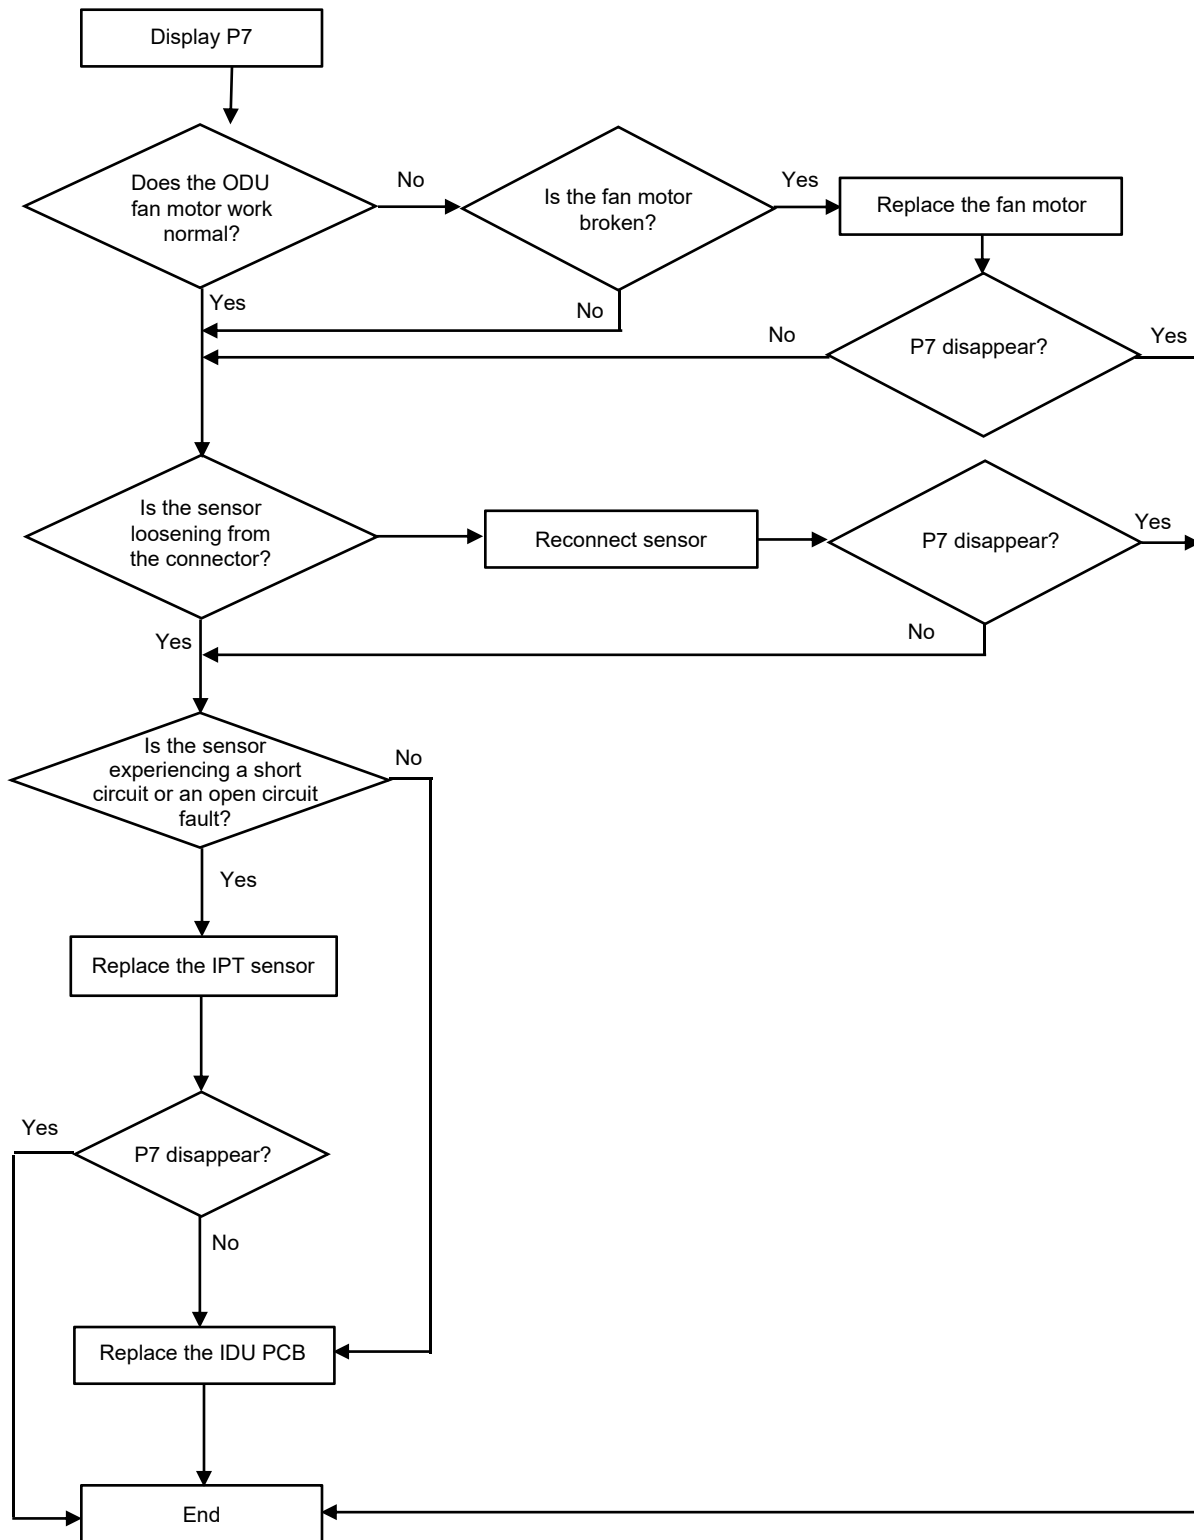 Display P7
Does the ODU
fan motor work
normal?
No
Is the fan motor
broken?
Yes
Replace the fan motor
Yes
No
No
P7 disappear?
Yes
Is the sensor
loosening from
the connector?
Reconnect sensor
P7 disappear?
Yes
Yes
No
Is the sensor
experiencing a short
circuit or an open circuit
fault?
No
Yes
Replace the IPT sensor
Yes
P7 disappear?
No
Replace the IDU PCB
End